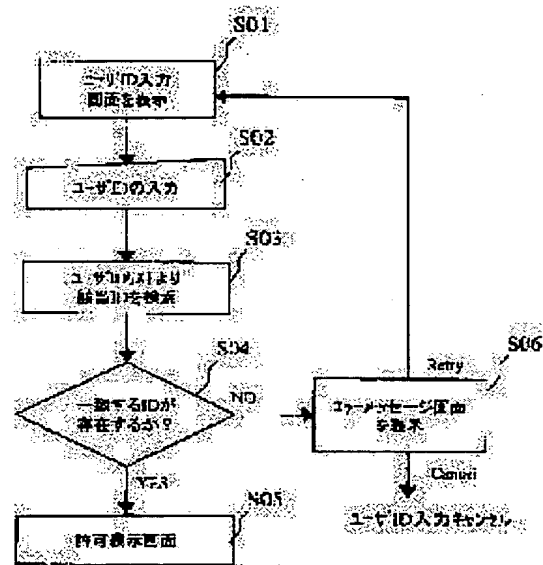 S01
ユーザID入力
画面を表示
S02
ユーザIDの入力
S03
ユーザIDリストより
該当IDを検索
S04
一致するIDが
存在するか?
NO
YES
S05
許可表示画面
S06
Retry
エラーメッセージ画面
を表示
Cancel
ユーザID入力キャンセル